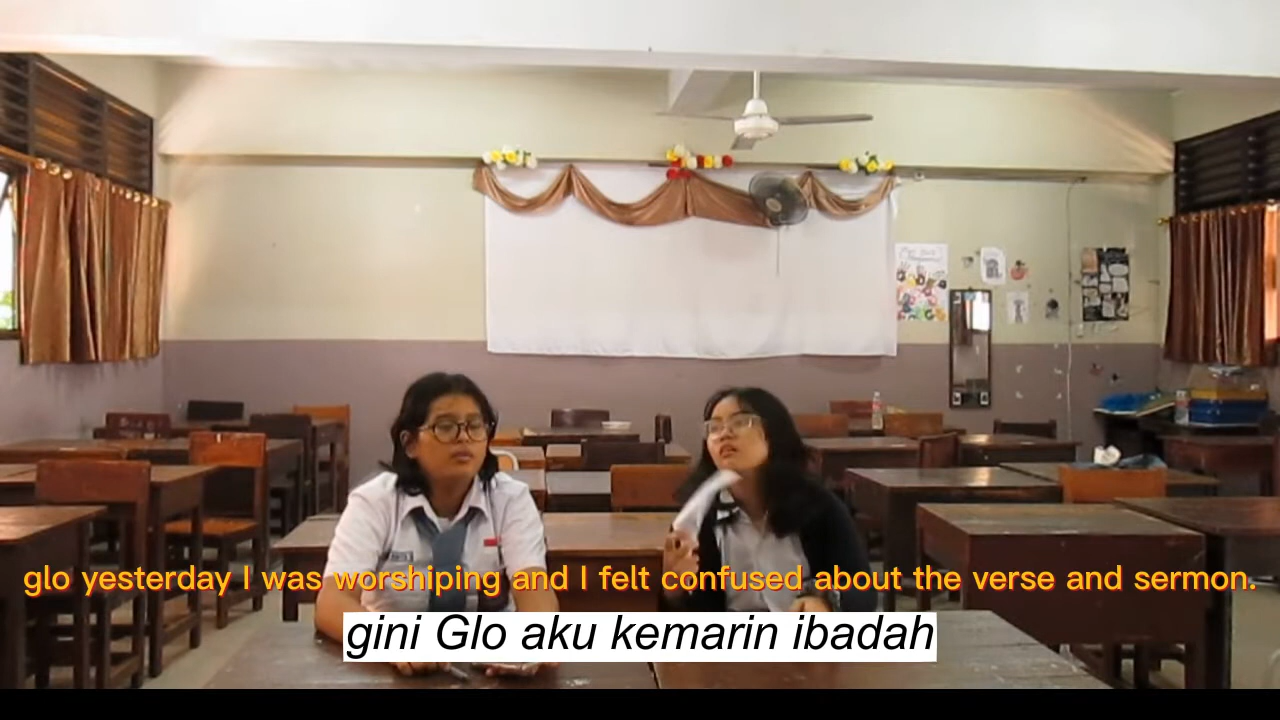 glo yesterday I was worshiping and I felt confused about the verse and sermon.
gini Glo aku kemarin ibadah